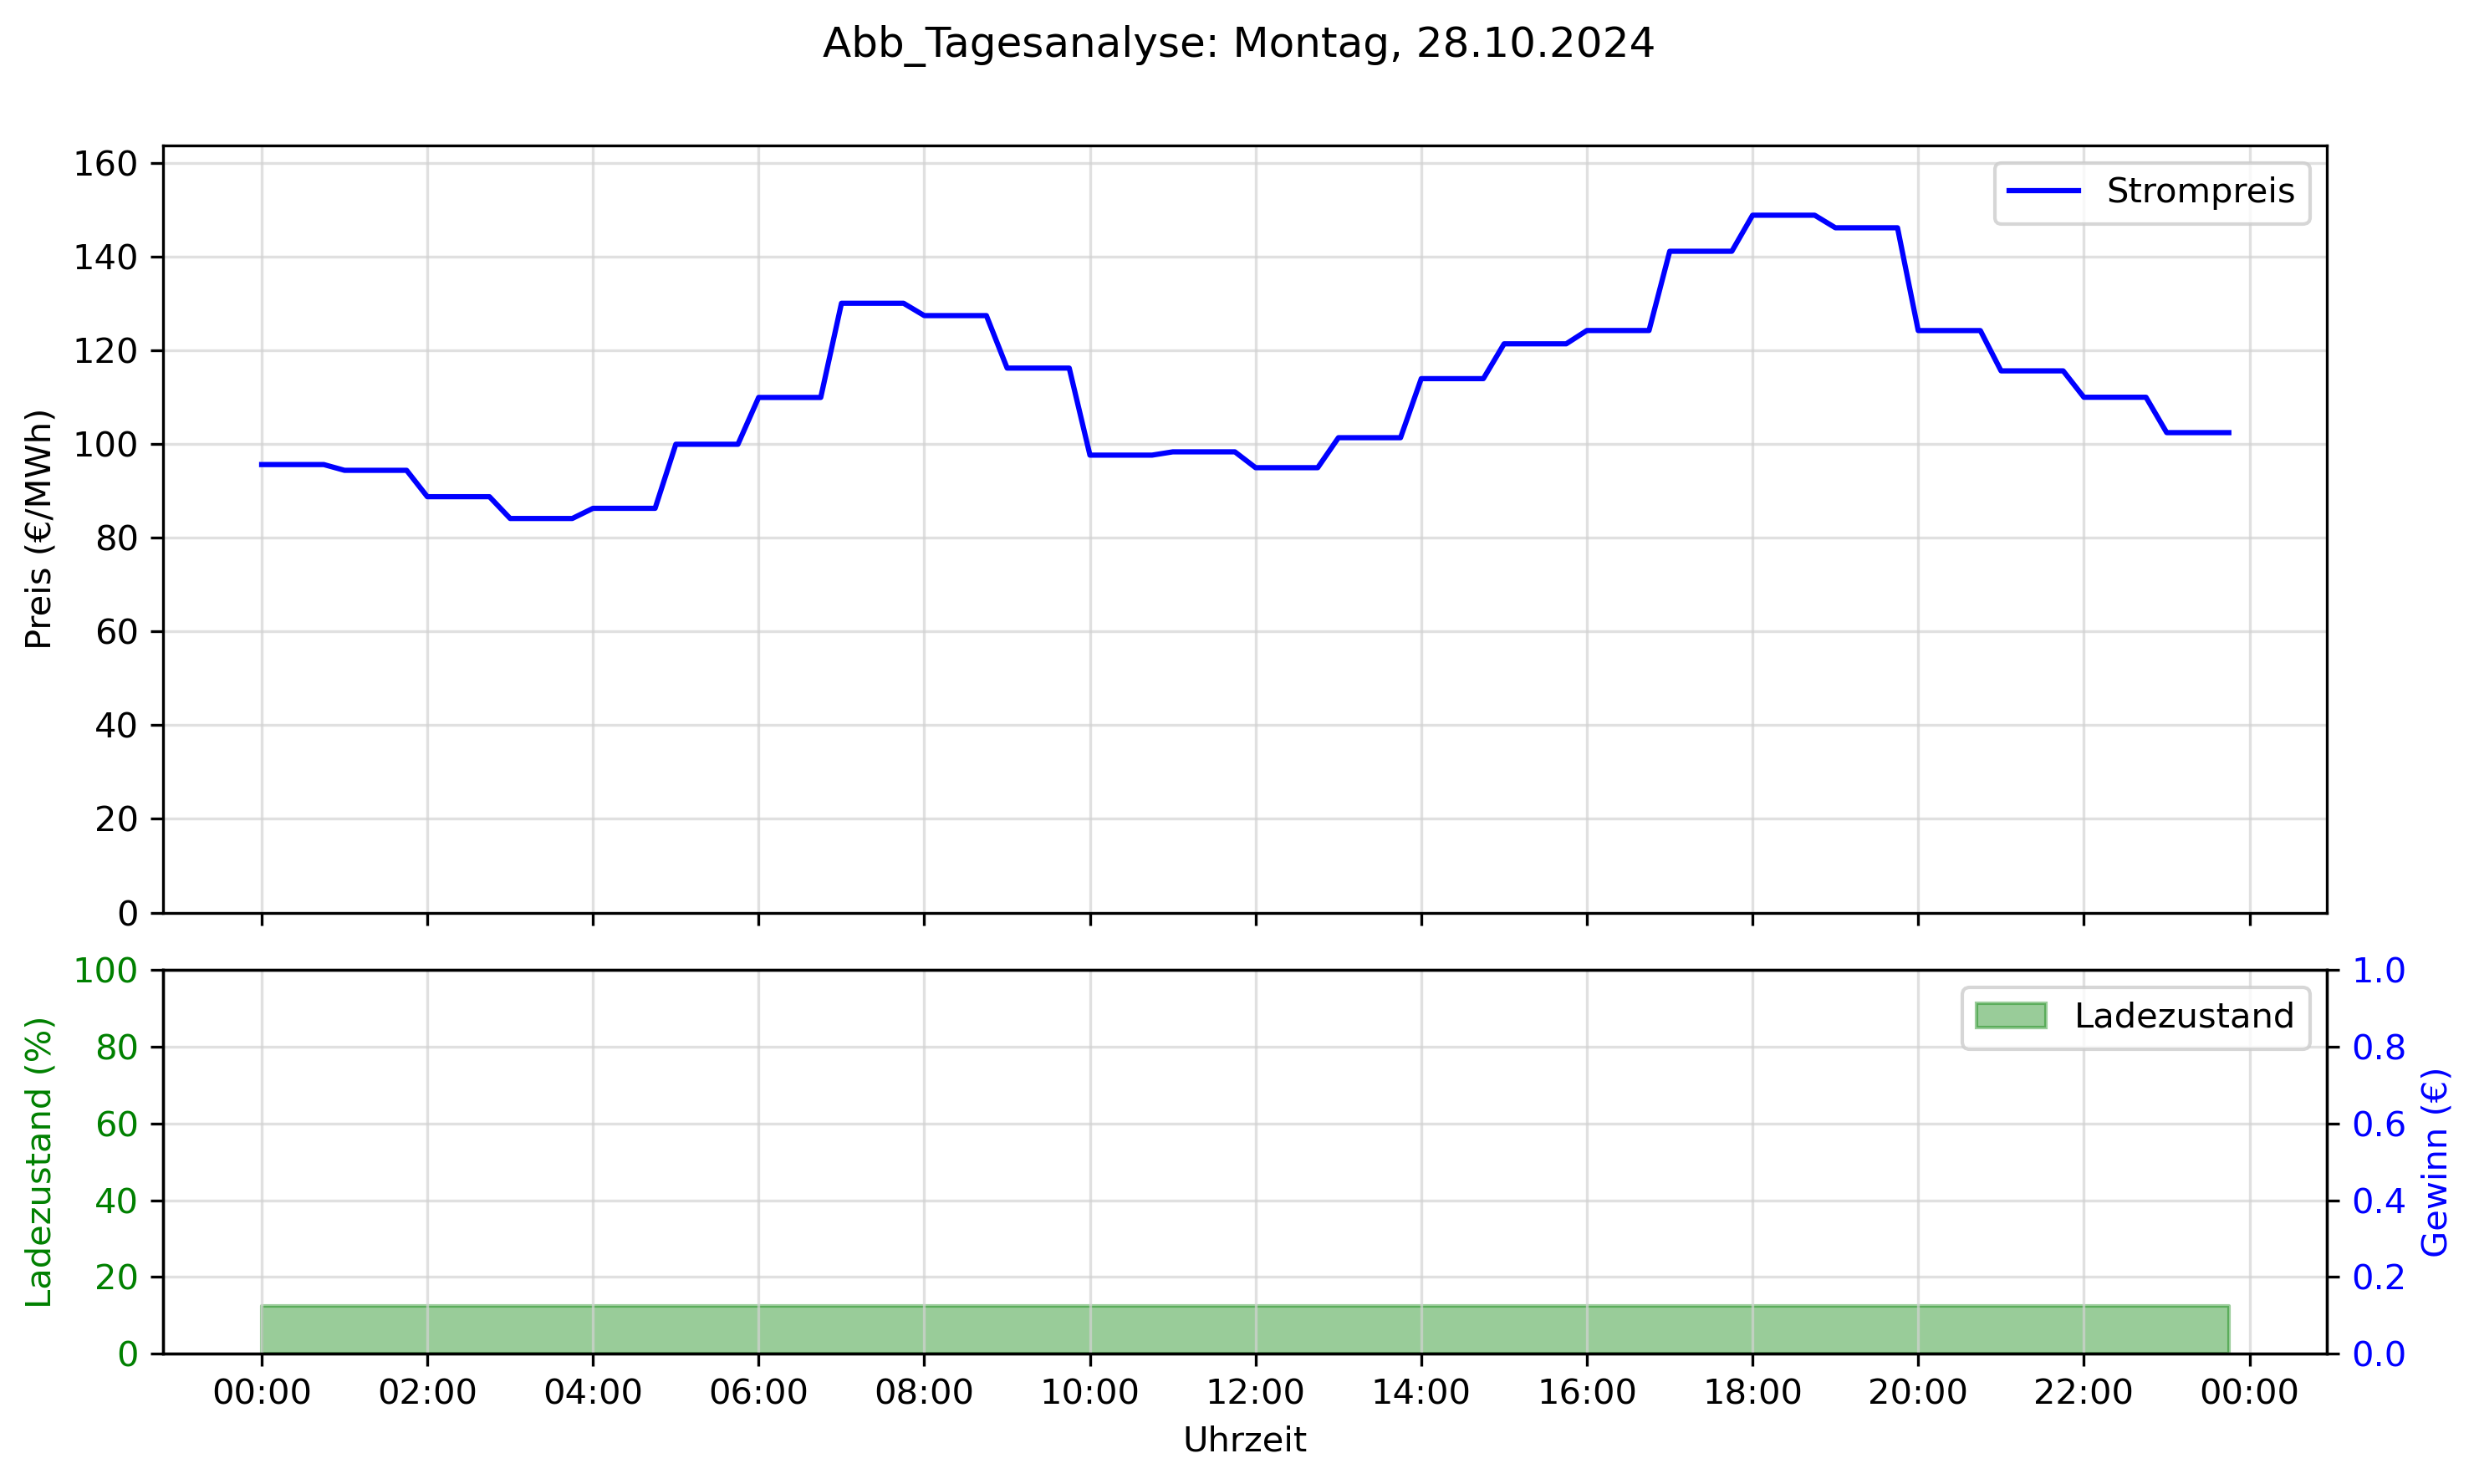 Abb_Tagesanalyse: Montag, 28.10.2024
160
140
120
100
80
60
40
20
0
Preis (€/MWh)
Strompreis
100
80
60
40
20
0
Ladezustand (%)
Ladezustand
1.0
0.8
0.6
0.4
0.2
0.0
Gewinn (€)
00:00 02:00 04:00 06:00 08:00 10:00 12:00 14:00 16:00 18:00 20:00 22:00 00:00
Uhrzeit